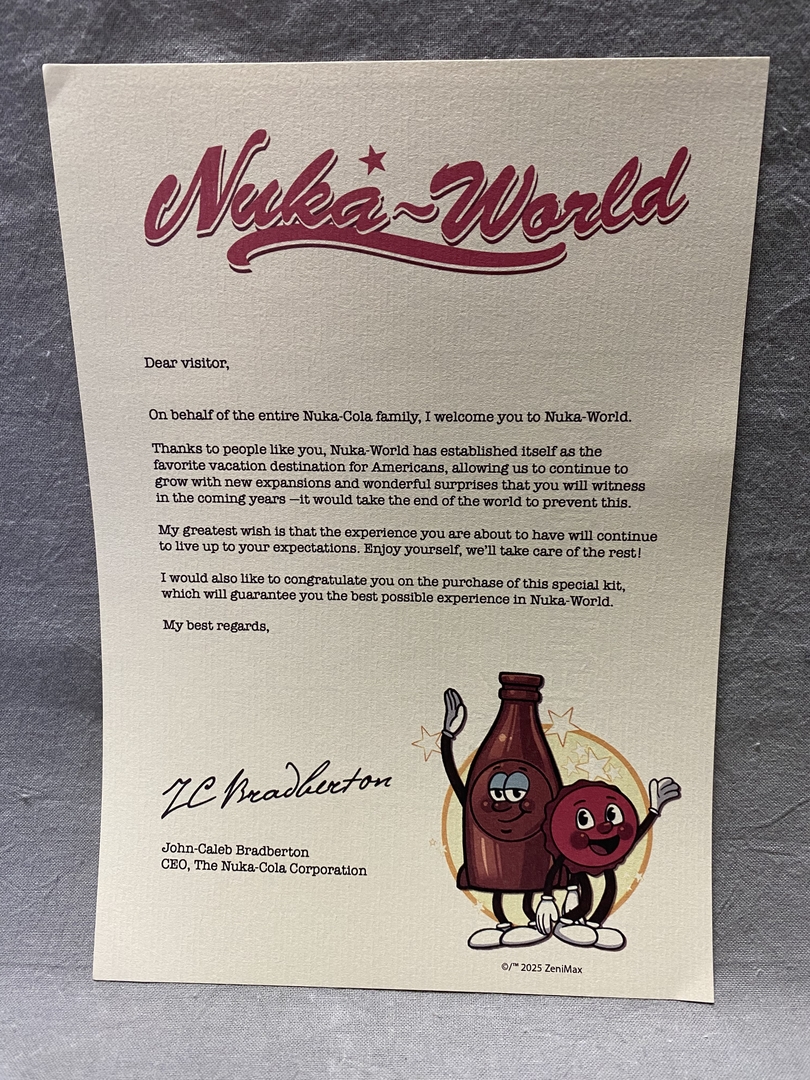 Nuka~World
Dear visitor,
On behalf of the entire Nuka-Cola family, I welcome you to Nuka-World.
Thanks to people like you, Nuka-World has established itself as the
favorite vacation destination for Americans, allowing us to continue to
grow with new expansions and wonderful surprises that you will witness
in the coming years —it would take the end of the world to prevent this.
My greatest wish is that the experience you are about to have will continue
to live up to your expectations. Enjoy yourself, we'll take care of the rest!
I would also like to congratulate you on the purchase of this special kit,
which will guarantee you the best possible experience in Nuka-World.
My best regards,
JC Bradberton
John-Caleb Bradberton
CEO, The Nuka-Cola Corporation
©/™ 2025 ZeniMax